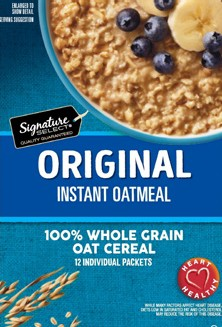 ENLARGED TO
SHOW DETAIL
SERVING SUGGESTION
Signature
SELECT
QUALITY GUARANTEED
ORIGINAL
INSTANT OATMEAL
100% WHOLE GRAIN
OAT CEREAL
12 INDIVIDUAL PACKETS
HEART
HEALTHY
WHILE MANY FACTORS AFFECT HEART DISEASE,
DIETS LOW IN SATURATED FAT AND CHOLESTEROL
MAY REDUCE THE RISK OF THIS DISEASE.